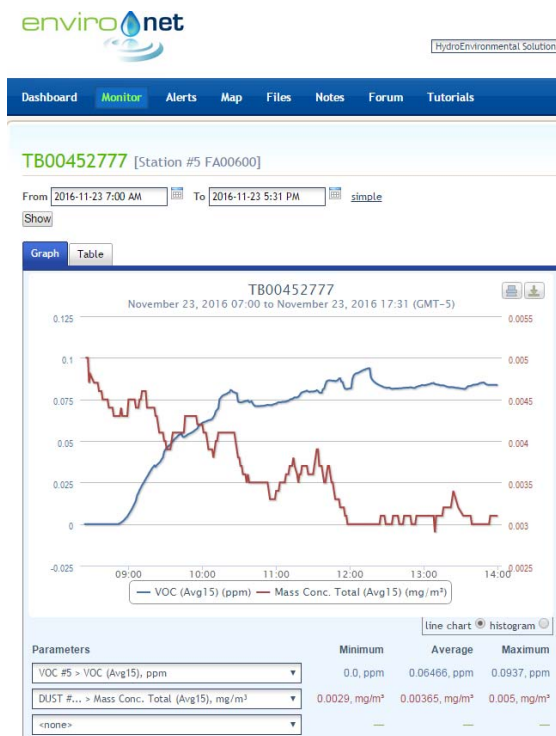 environet
HydroEnvironmental Solution
Dashboard Monitor Alerts Map Files Notes Forum Tutorials
TB00452777 [Station #5 FA00600]
From 2016-11-23 7:00 AM To 2016-11-23 5:31 PM simple
Show
Graph Table
TB00452777
November 23, 2016 07:00 to November 23, 2016 17:31 (GMT-5)
0.125 0.0055
0.1 0.005
0.075 0.0045
0.05 0.004
0.025 0.0035
0 0.003
-0.025 0.0025
09:00 10:00 11:00 12:00 13:00 14:00
VOC (Avg15) (ppm) Mass Conc. Total (Avg15) (mg/m³)
line chart histogram
Parameters Minimum Average Maximum
VOC #5 > VOC (Avg15), ppm 0.0, ppm 0.06466, ppm 0.0937, ppm
DUST #... > Mass Conc. Total (Avg15), mg/m³ 0.0029, mg/m³ 0.00365, mg/m³ 0.005, mg/m³
<none> — — —